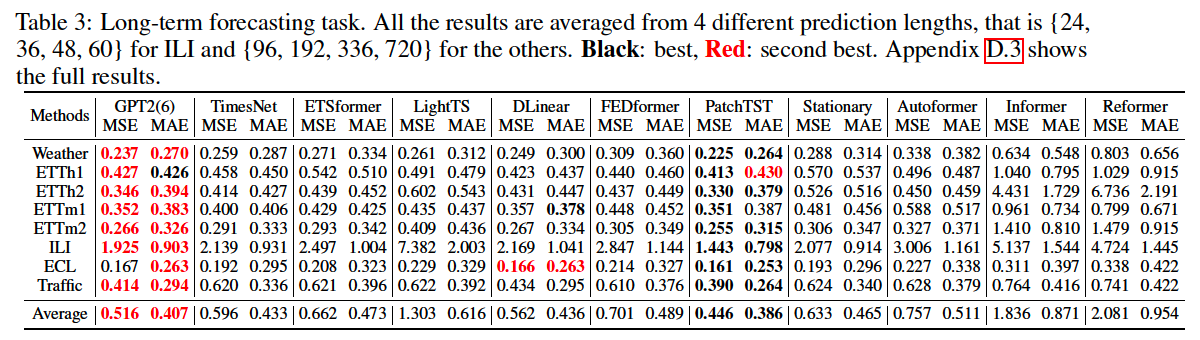 Table 3: Long-term forecasting task. All the results are averaged from 4 different prediction lengths, that is {24,
36, 48, 60} for ILI and {96, 192, 336, 720} for the others. Black: best, Red: second best. Appendix D.3 shows
the full results.
Methods GPT2(6) TimesNet ETSformer LightTS DLinear FEDformer PatchTST Stationary Autoformer Informer Reformer
MSE MAE MSE MAE MSE MAE MSE MAE MSE MAE MSE MAE MSE MAE MSE MAE MSE MAE MSE MAE MSE MAE
Weather 0.237 0.270 0.259 0.287 0.271 0.334 0.261 0.312 0.249 0.300 0.309 0.360 0.225 0.264 0.288 0.314 0.338 0.382 0.634 0.548 0.803 0.656
ETTh1 0.427 0.426 0.458 0.450 0.542 0.510 0.491 0.479 0.423 0.437 0.440 0.460 0.413 0.430 0.570 0.537 0.496 0.487 1.040 0.795 1.029 0.915
ETTh2 0.346 0.394 0.414 0.427 0.439 0.452 0.602 0.543 0.431 0.447 0.437 0.449 0.330 0.379 0.526 0.516 0.450 0.459 4.431 1.729 6.736 2.191
ETTm1 0.352 0.383 0.400 0.406 0.429 0.425 0.435 0.437 0.357 0.378 0.448 0.452 0.351 0.387 0.481 0.456 0.588 0.517 0.961 0.734 0.799 0.671
ETTm2 0.266 0.326 0.291 0.333 0.293 0.342 0.409 0.436 0.267 0.334 0.305 0.349 0.255 0.315 0.306 0.347 0.327 0.371 1.410 0.810 1.479 0.915
ILI 1.925 0.903 2.139 0.931 2.497 1.004 7.382 2.003 2.169 1.041 2.847 1.144 1.443 0.798 2.077 0.914 3.006 1.161 5.137 1.544 4.724 1.445
ECL 0.167 0.263 0.192 0.295 0.208 0.323 0.229 0.329 0.166 0.263 0.214 0.327 0.161 0.253 0.193 0.296 0.227 0.338 0.311 0.397 0.338 0.422
Traffic 0.414 0.294 0.620 0.336 0.621 0.396 0.622 0.392 0.434 0.295 0.610 0.376 0.390 0.264 0.624 0.340 0.628 0.379 0.764 0.416 0.741 0.422
Average 0.516 0.407 0.596 0.433 0.662 0.473 1.303 0.616 0.562 0.436 0.701 0.489 0.446 0.386 0.633 0.465 0.757 0.511 1.836 0.871 2.081 0.954